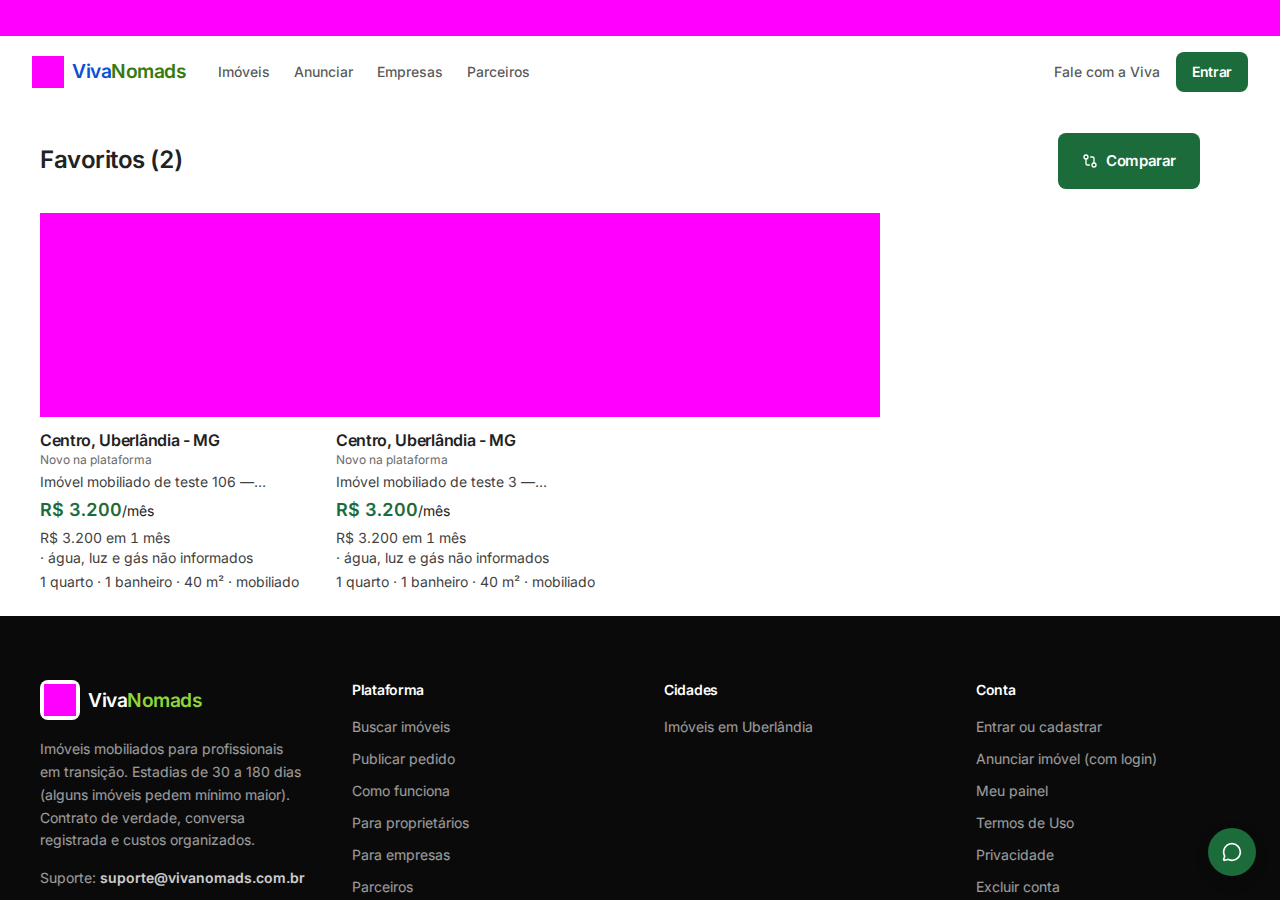 VivaNomads
Imóveis
Anunciar
Empresas
Parceiros
Fale com a Viva
Entrar
Favoritos (2)
Comparar
Centro, Uberlândia - MG
Novo na plataforma
Imóvel mobiliado de teste 106 —...
R$ 3.200/mês
R$ 3.200 em 1 mês
· água, luz e gás não informados
1 quarto · 1 banheiro · 40 m² · mobiliado
Centro, Uberlândia - MG
Novo na plataforma
Imóvel mobiliado de teste 3 —...
R$ 3.200/mês
R$ 3.200 em 1 mês
· água, luz e gás não informados
1 quarto · 1 banheiro · 40 m² · mobiliado
VivaNomads
Imóveis mobiliados para profissionais
em transição. Estadias de 30 a 180 dias
(alguns imóveis pedem mínimo maior).
Contrato de verdade, conversa
registrada e custos organizados.
Suporte: suporte@vivanomads.com.br
Plataforma
Buscar imóveis
Publicar pedido
Como funciona
Para proprietários
Para empresas
Parceiros
Cidades
Imóveis em Uberlândia
Conta
Entrar ou cadastrar
Anunciar imóvel (com login)
Meu painel
Termos de Uso
Privacidade
Excluir conta